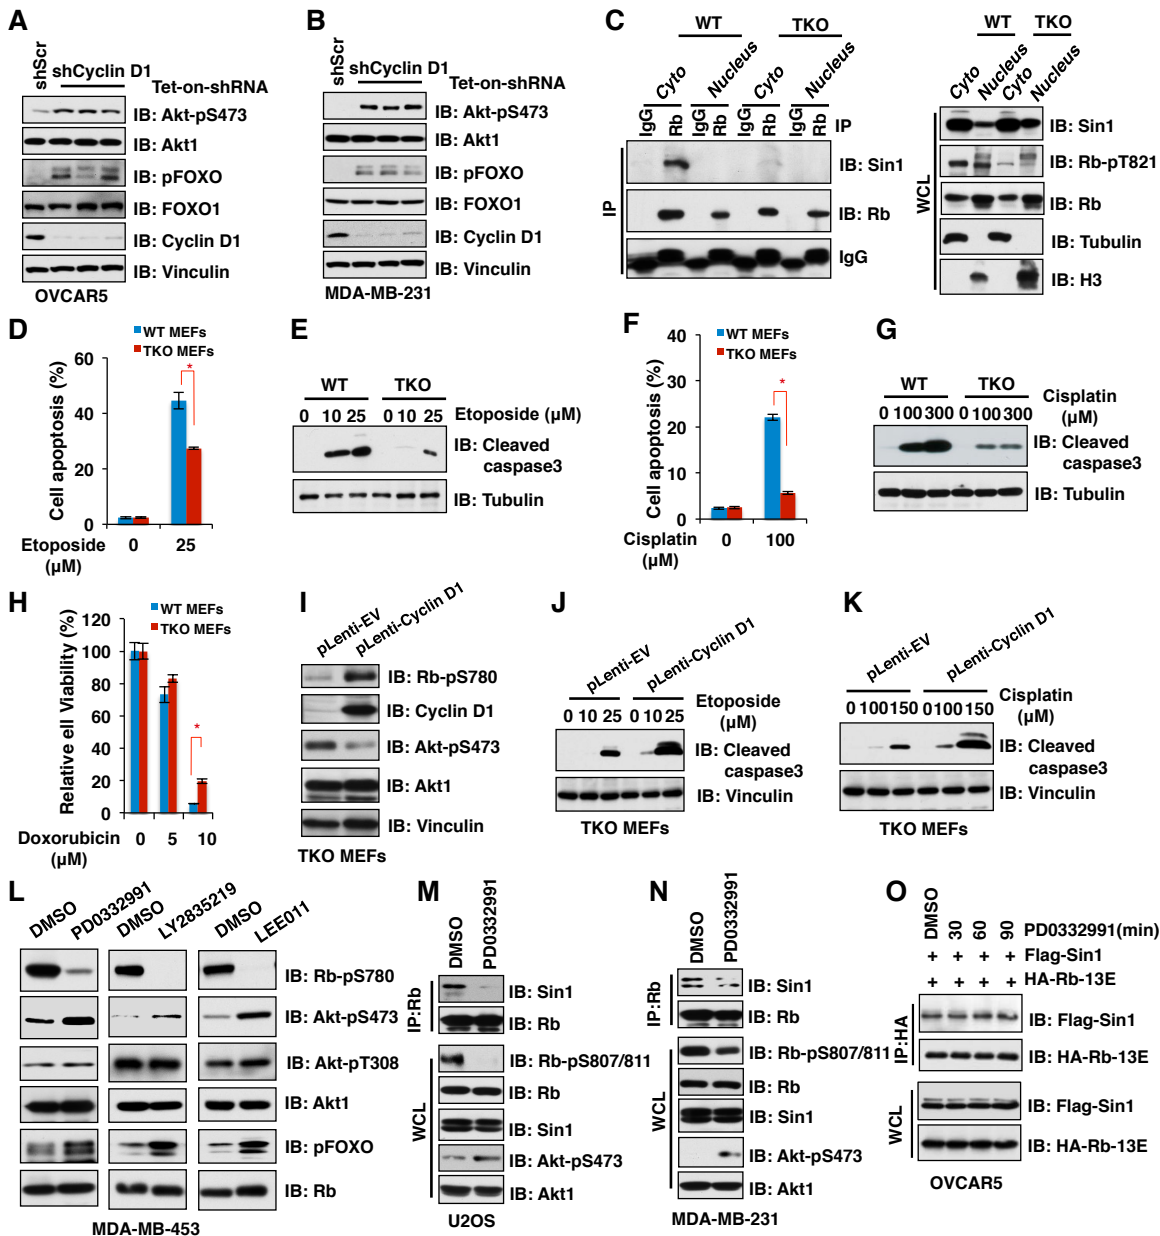 A
shScr
shCyclin D1
Tet-on-shRNA
IB: Akt-pS473
IB: Akt1
IB: pFOXO
IB: FOXO1
IB: Cyclin D1
IB: Vinculin
OVCAR5
B
shScr
shCyclin D1
Tet-on-shRNA
IB: Akt-pS473
IB: Akt1
IB: pFOXO
IB: FOXO1
IB: Cyclin D1
IB: Vinculin
MDA-MB-231
C
WT TKO
Cyto Nucleus Cyto Nucleus
IgG Rb IgG Rb IgG Rb IgG Rb IP
IP
IB: Sin1
IB: Rb
IgG
WT TKO
Cyto Nucleus Cyto Nucleus
WCL
IB: Sin1
IB: Rb-pT821
IB: Rb
IB: Tubulin
IB: H3
D
WT MEFs
TKO MEFs
Cell apoptosis (%)
60
40
20
0
*
Etoposide (µM)
0 25
E
WT TKO
0 10 25 0 10 25 Etoposide (µM)
IB: Cleaved caspase3
IB: Tubulin
F
WT MEFs
TKO MEFs
Cell apoptosis (%)
40
30
20
10
0
*
Cisplatin (µM)
0 100
G
WT TKO
Cisplatin (µM)
0 100 300 0 100 300
IB: Cleaved caspase3
IB: Tubulin
H
WT MEFs
TKO MEFs
Relative ell Viability (%)
120
100
80
60
40
20
0
*
Doxorubicin (µM)
0 5 10
I
pLenti-EV
pLenti-Cyclin D1
IB: Rb-pS780
IB: Cyclin D1
IB: Akt-pS473
IB: Akt1
IB: Vinculin
TKO MEFs
J
pLenti-EV
pLenti-Cyclin D1
Etoposide (µM)
0 10 25 0 10 25
IB: Cleaved caspase3
IB: Vinculin
TKO MEFs
K
pLenti-EV
pLenti-Cyclin D1
Cisplatin (µM)
0 100 150 0 100 150
IB: Cleaved caspase3
IB: Vinculin
TKO MEFs
L
DMSO PD0332991 DMSO LY2835219 DMSO LEE011
IB: Rb-pS780
IB: Akt-pS473
IB: Akt-pT308
IB: Akt1
IB: pFOXO
IB: Rb
MDA-MB-453
M
DMSO PD0332991
IP:Rb
IB: Sin1
IB: Rb
WCL
IB: Rb-pS807/811
IB: Rb
IB: Sin1
IB: Akt-pS473
IB: Akt1
U2OS
N
DMSO PD0332991
IP:Rb
IB: Sin1
IB: Rb
WCL
IB: Rb-pS807/811
IB: Rb
IB: Sin1
IB: Akt-pS473
IB: Akt1
MDA-MB-231
O
DMSO 30 60 90 PD0332991(min)
+ + + + Flag-Sin1
+ + + + HA-Rb-13E
IP:HA
IB: Flag-Sin1
IB: HA-Rb-13E
WCL
IB: Flag-Sin1
IB: HA-Rb-13E
OVCAR5